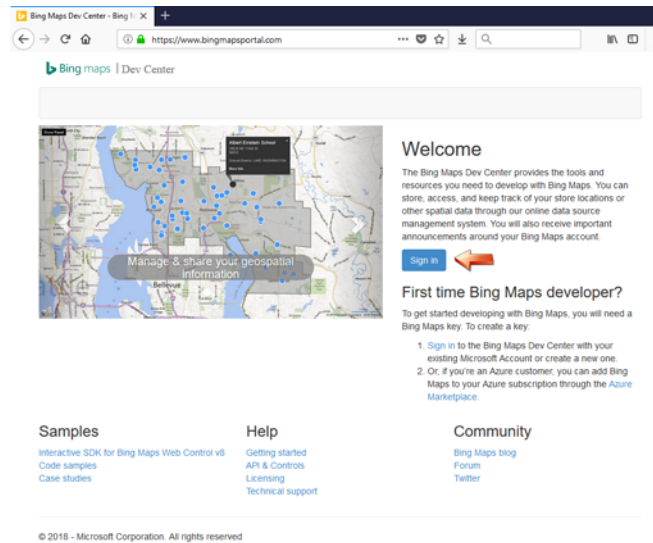 Bing Maps Dev Center - Bing M
https://www.bingmapsportal.com
Bing maps | Dev Center
Albert Einstein School
More Info
Manage & share your geospatial
information
Bellevue
Welcome
The Bing Maps Dev Center provides the tools and
resources you need to develop with Bing Maps. You can
store, access, and keep track of your store locations or
other spatial data through our online data source
management system. You will also receive important
announcements around your Bing Maps account.
Sign in
First time Bing Maps developer?
To get started developing with Bing Maps, you will need a
Bing Maps key. To create a key:
1. Sign in to the Bing Maps Dev Center with your
existing Microsoft Account or create a new one.
2. Or, if you're an Azure customer, you can add Bing
Maps to your Azure subscription through the Azure
Marketplace.
Samples
Interactive SDK for Bing Maps Web Control v8
Code samples
Case studies
Help
Getting started
API & Controls
Licensing
Technical support
Community
Bing Maps blog
Forum
Twitter
© 2018 - Microsoft Corporation. All rights reserved